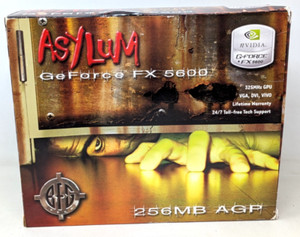 ASYLUM
GeForce FX 5600
NVIDIA
GEFORCE FX
325MHz GPU
VGA, DVI, VIVO
Lifetime Warranty
24/7 Toll-free Tech Support
BFG
256MB AGP